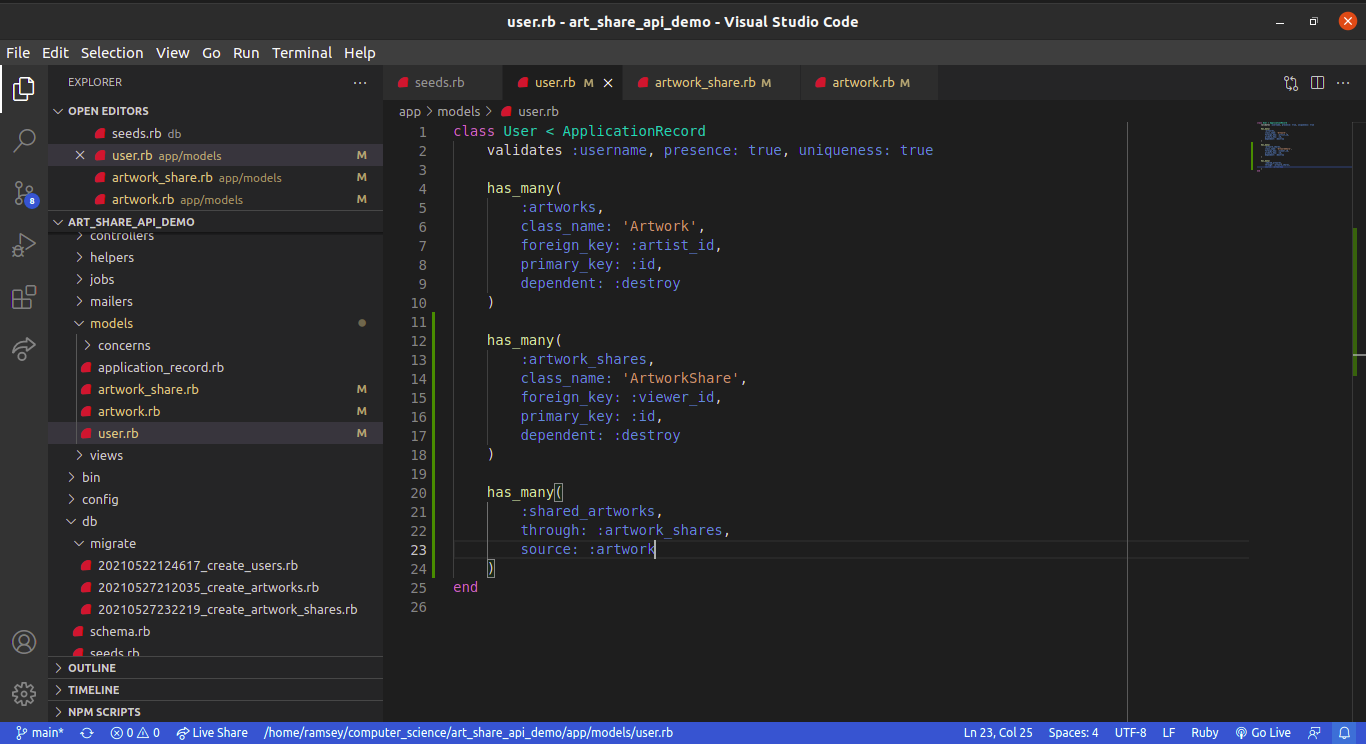 user.rb - art_share_api_demo - Visual Studio Code
File Edit Selection View Go Run Terminal Help
EXPLORER
OPEN EDITORS
seeds.rb db
user.rb app/models M
artwork_share.rb app/models M
artwork.rb app/models M
ART_SHARE_API_DEMO
controllers
helpers
jobs
mailers
models
concerns
application_record.rb
artwork_share.rb M
artwork.rb M
user.rb M
views
bin
config
db
migrate
20210522124617_create_users.rb
20210527212035_create_artworks.rb
20210527232219_create_artwork_shares.rb
schema.rb
seeds.rb
OUTLINE
TIMELINE
NPM SCRIPTS
8
seeds.rb user.rb M artwork_share.rb M artwork.rb M
app > models > user.rb
1 class User < ApplicationRecord
2 validates :username, presence: true, uniqueness: true
3
4 has_many(
5 :artworks,
6 class_name: 'Artwork',
7 foreign_key: :artist_id,
8 primary_key: :id,
9 dependent: :destroy
10 )
11
12 has_many(
13 :artwork_shares,
14 class_name: 'ArtworkShare',
15 foreign_key: :viewer_id,
16 primary_key: :id,
17 dependent: :destroy
18 )
19
20 has_many(
21 :shared_artworks,
22 through: :artwork_shares,
23 source: :artwork
24 )
25 end
26
main* 0 0 Live Share /home/ramsey/computer_science/art_share_api_demo/app/models/user.rb Ln 23, Col 25 Spaces: 4 UTF-8 LF Ruby Go Live